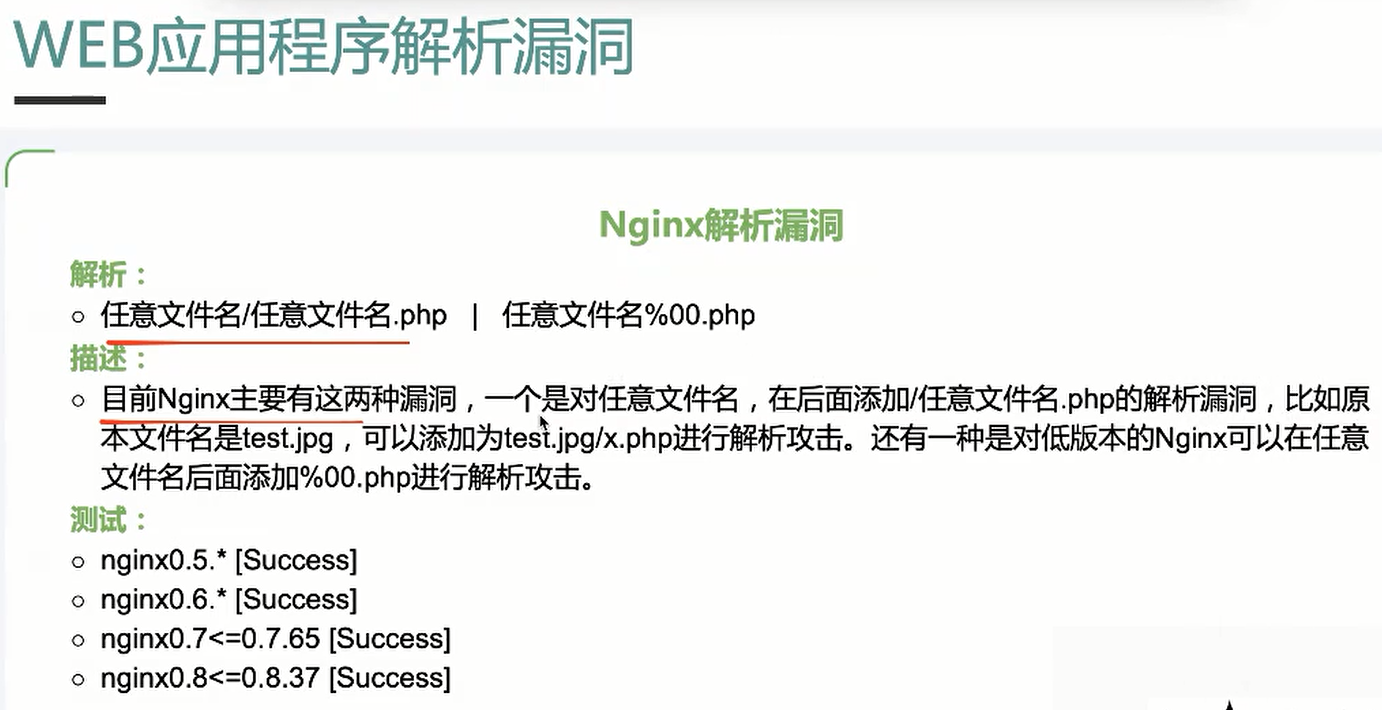 WEB应用程序解析漏洞
Nginx解析漏洞
解析：
○ 任意文件名/任意文件名.php | 任意文件名%00.php
描述：
○ 目前Nginx主要有这两种漏洞，一个是对任意文件名，在后面添加/任意文件名.php的解析漏洞，比如原
本文件名是test.jpg，可以添加为test.jpg/x.php进行解析攻击。还有一种是对低版本的Nginx可以在任意
文件名后面添加%00.php进行解析攻击。
测试：
○ nginx0.5.* [Success]
○ nginx0.6.* [Success]
○ nginx0.7<=0.7.65 [Success]
○ nginx0.8<=0.8.37 [Success]